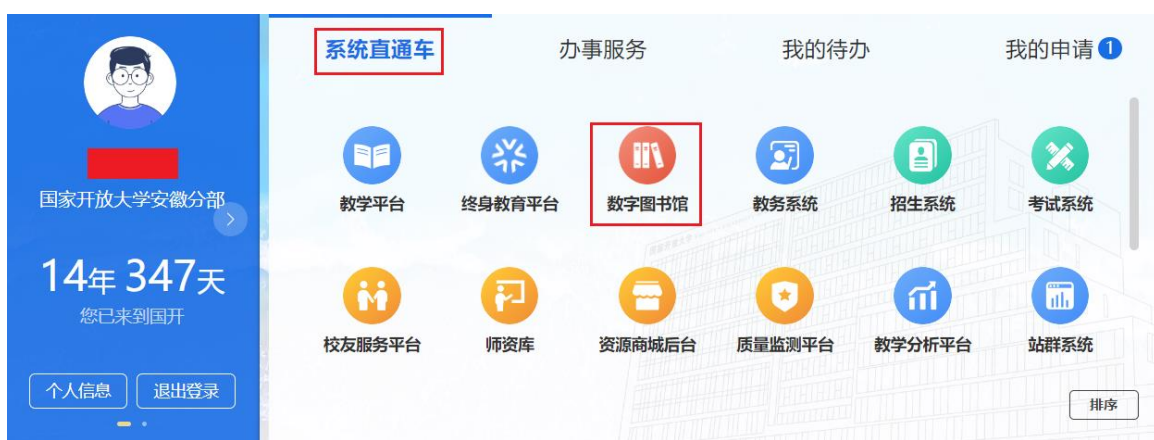 系统直通车
办事服务
我的待办
我的申请 1
国家开放大学安徽分部
14年 347天
您已来到国开
个人信息
退出登录
教学平台
终身教育平台
数字图书馆
教务系统
招生系统
考试系统
校友服务平台
师资库
资源商城后台
质量监测平台
教学分析平台
站群系统
排序